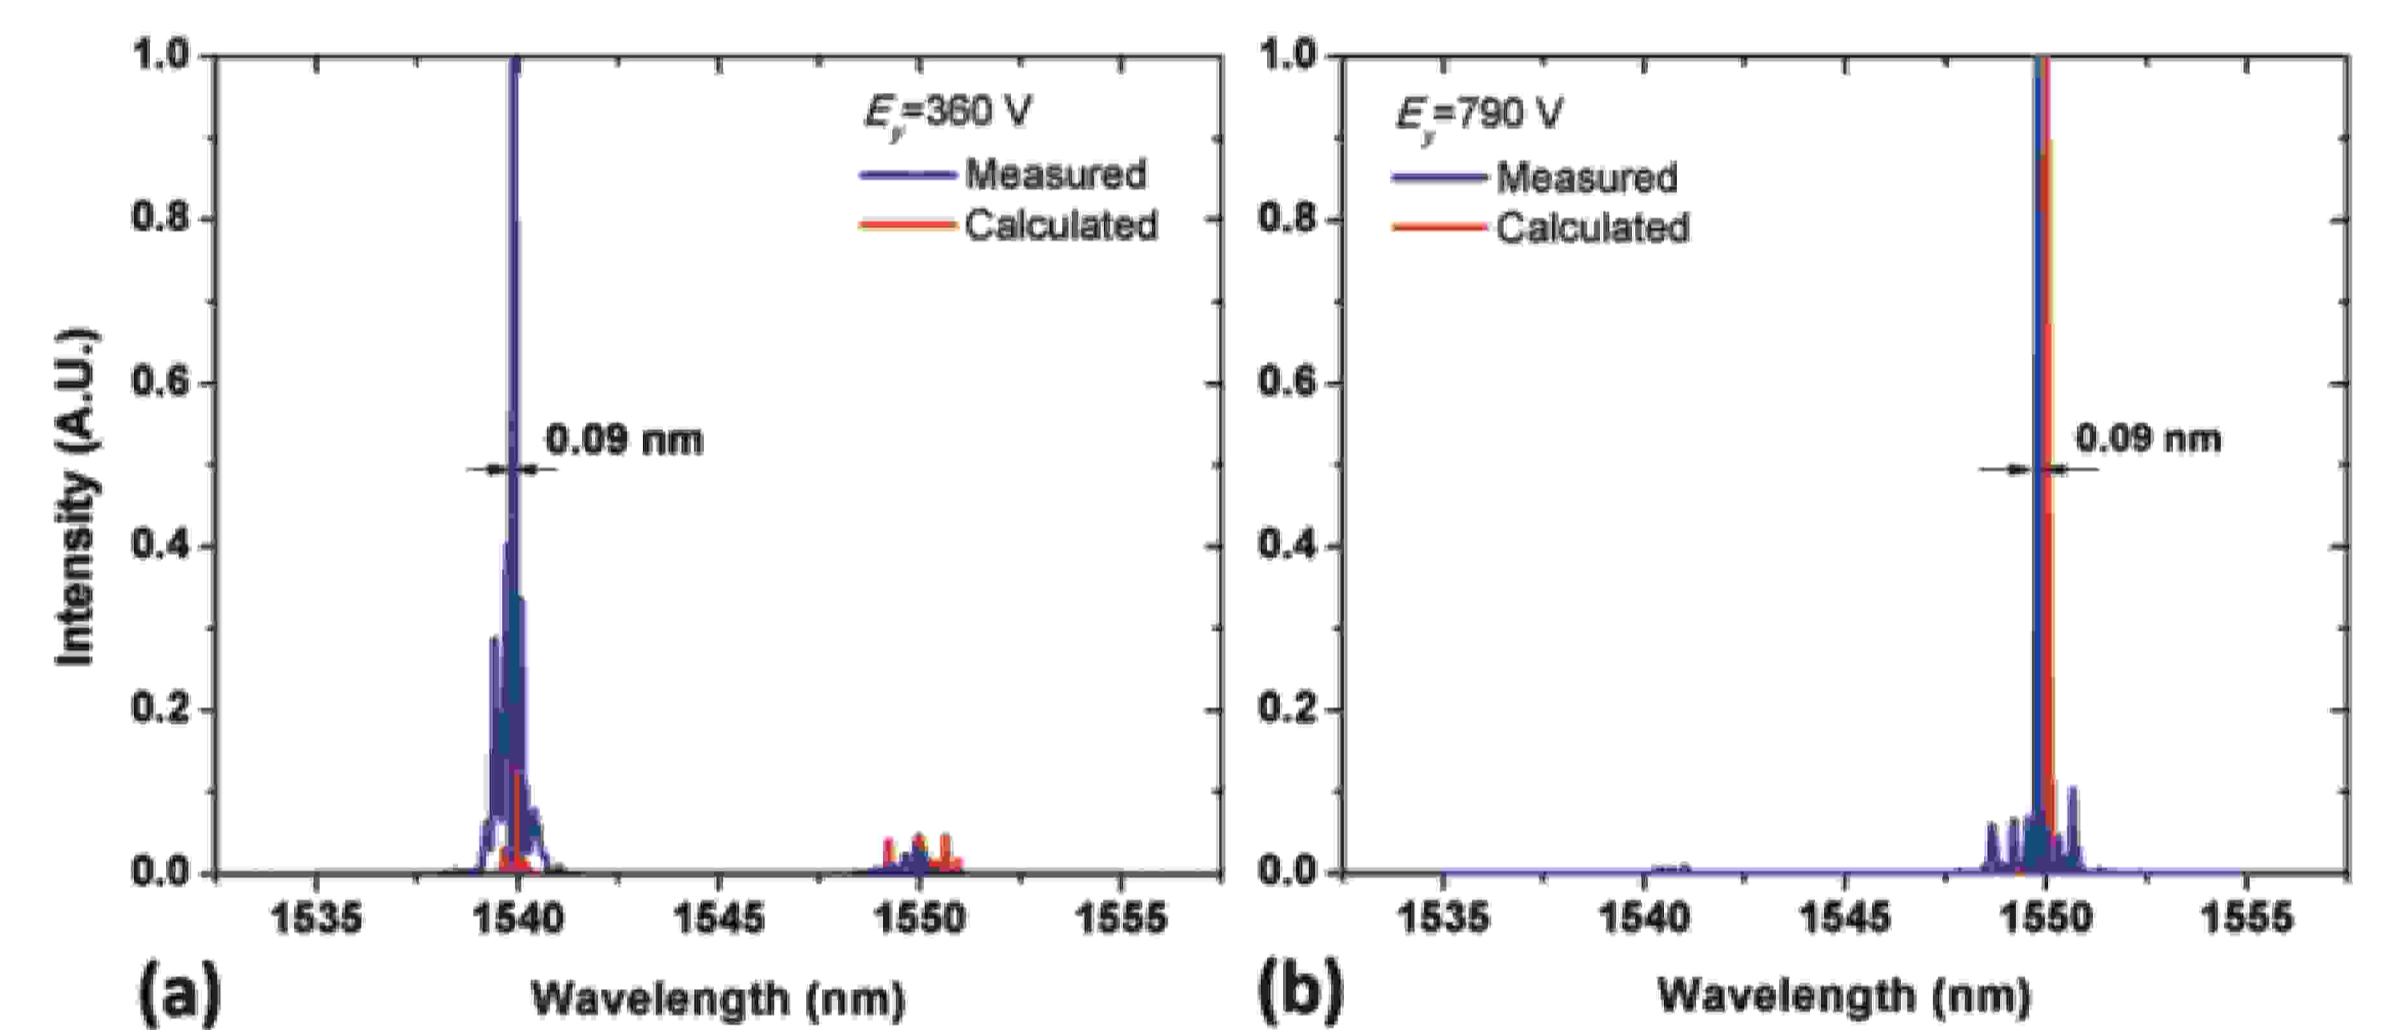 1.0
0.8
0.6
0.4
0.2
0.0
Intensity (A.U.)
E_y=360 V
Measured
Calculated
0.09 nm
1535 1540 1545 1550 1555
Wavelength (nm)
(a)
1.0
0.8
0.6
0.4
0.2
0.0
E_y=790 V
Measured
Calculated
0.09 nm
1535 1540 1545 1550 1555
Wavelength (nm)
(b)